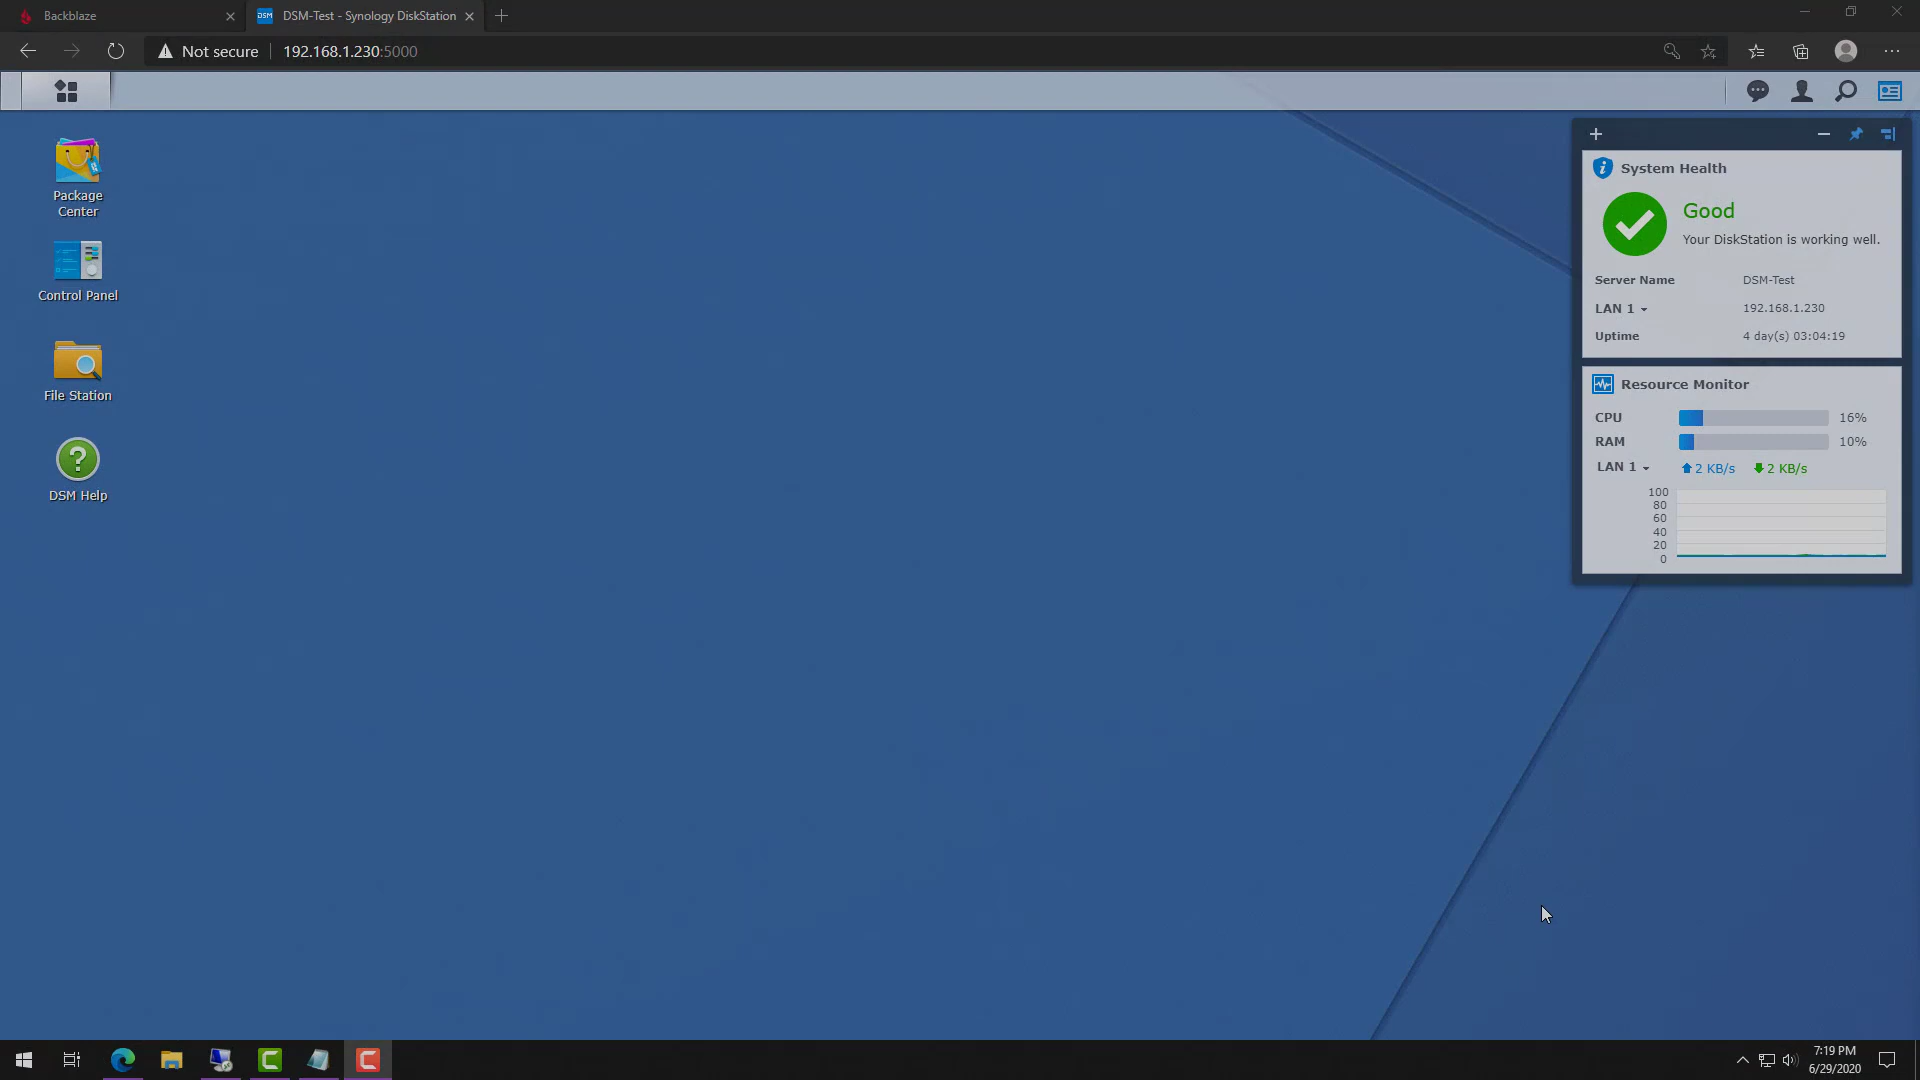 Backblaze
DSM-Test - Synology DiskStation
Not secure
192.168.1.230:5000
Package
Center
Control Panel
File Station
DSM Help
System Health
Good
Your DiskStation is working well.
Server Name DSM-Test
LAN 1 192.168.1.230
Uptime 4 day(s) 03:04:19
Resource Monitor
CPU 16%
RAM 10%
LAN 1 2 KB/s 2 KB/s
100
80
60
40
20
0
7:19 PM
6/29/2020